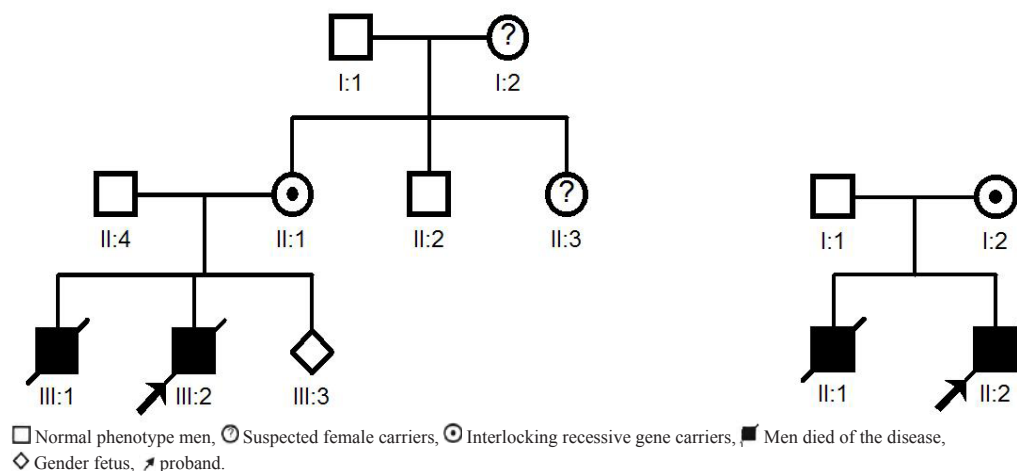 ? 
I:1 I:2
?
II:4 II:1 II:2 II:3
I:1 I:2
III:1 III:2 III:3
II:1 II:2
Normal phenotype men, ? Suspected female carriers, Interlocking recessive gene carriers, Men died of the disease,
Gender fetus, proband.